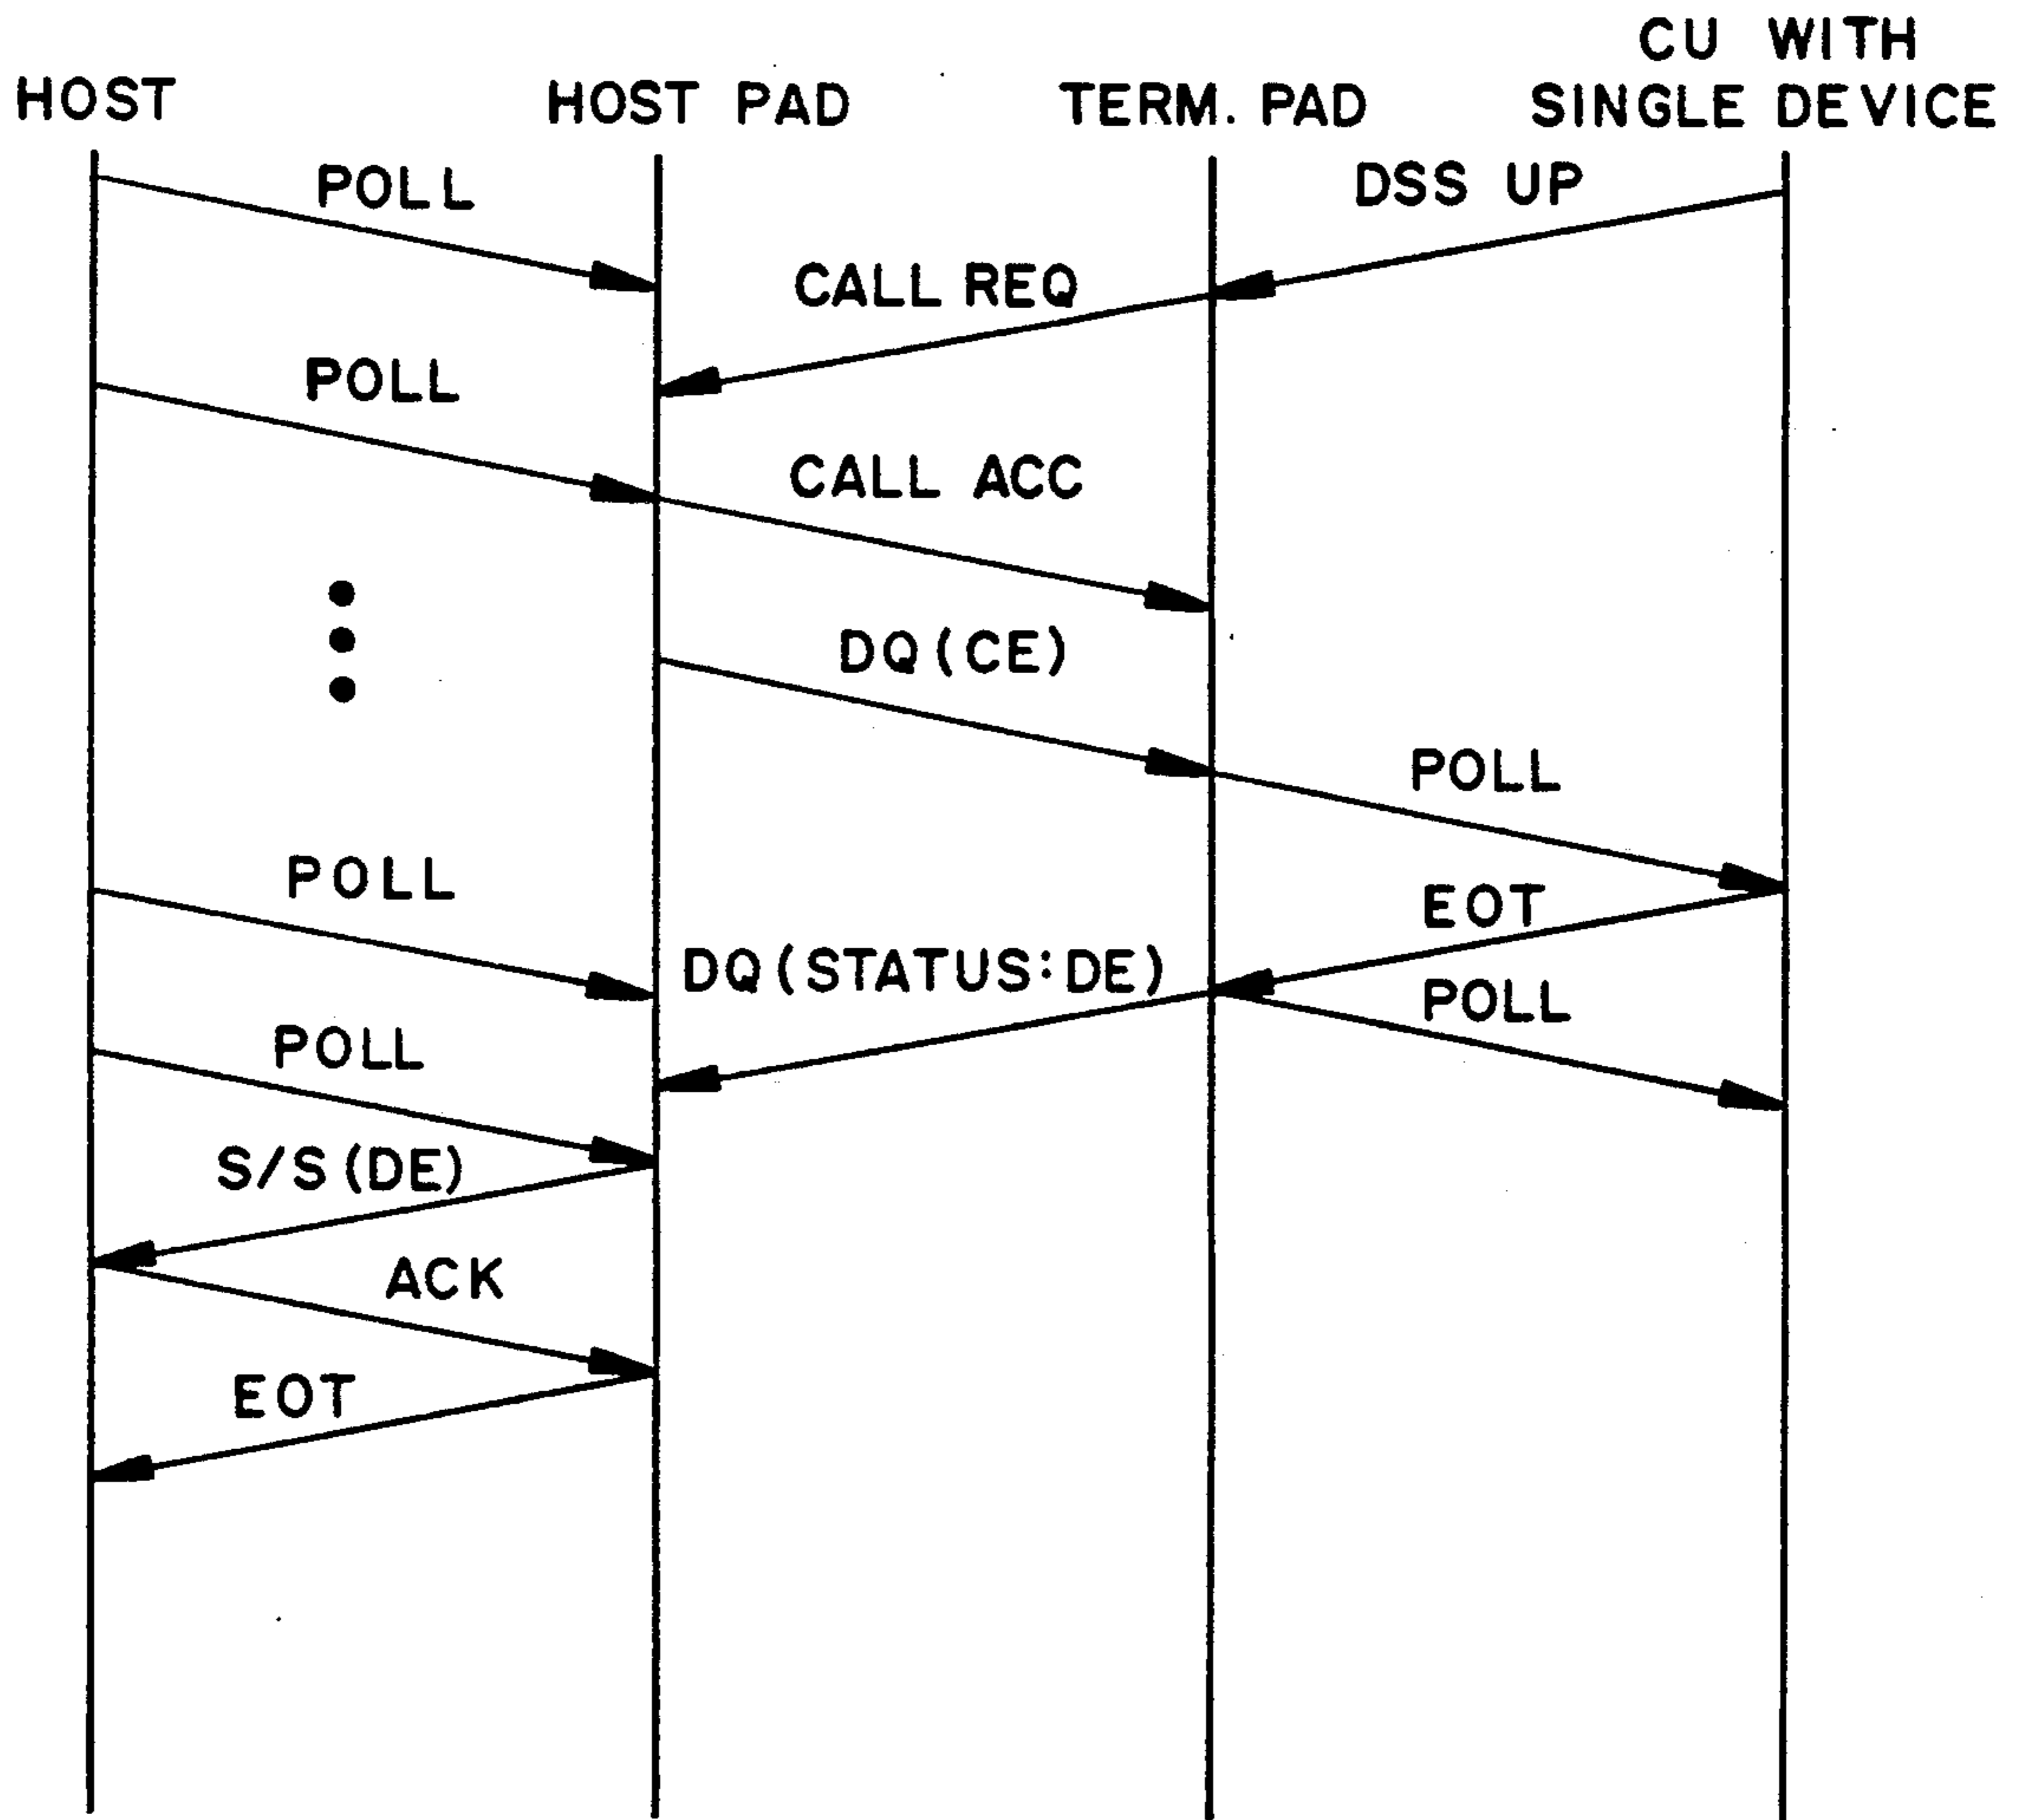 CU WITH
SINGLE DEVICE
HOST
HOST PAD
TERM. PAD
POLL
DSS UP
CALL REQ
POLL
CALL ACC
DQ(CE)
POLL
POLL
EOT
DQ(STATUS:DE)
POLL
POLL
S/S(DE)
ACK
EOT